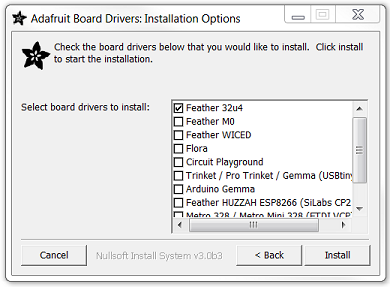 Adafruit Board Drivers: Installation Options
Check the board drivers below that you would like to install. Click install
to start the installation.
Select board drivers to install:
Feather 32u4
Feather M0
Feather WICED
Flora
Circuit Playground
Trinket / Pro Trinket / Gemma (USBtiny
Arduino Gemma
Feather HUZZAH ESP8266 (SiLabs CP2
Metro 328 / Metro Mini 328 (FTDI VCP
Cancel
Nullsoft Install System v3.0b3
< Back
Install